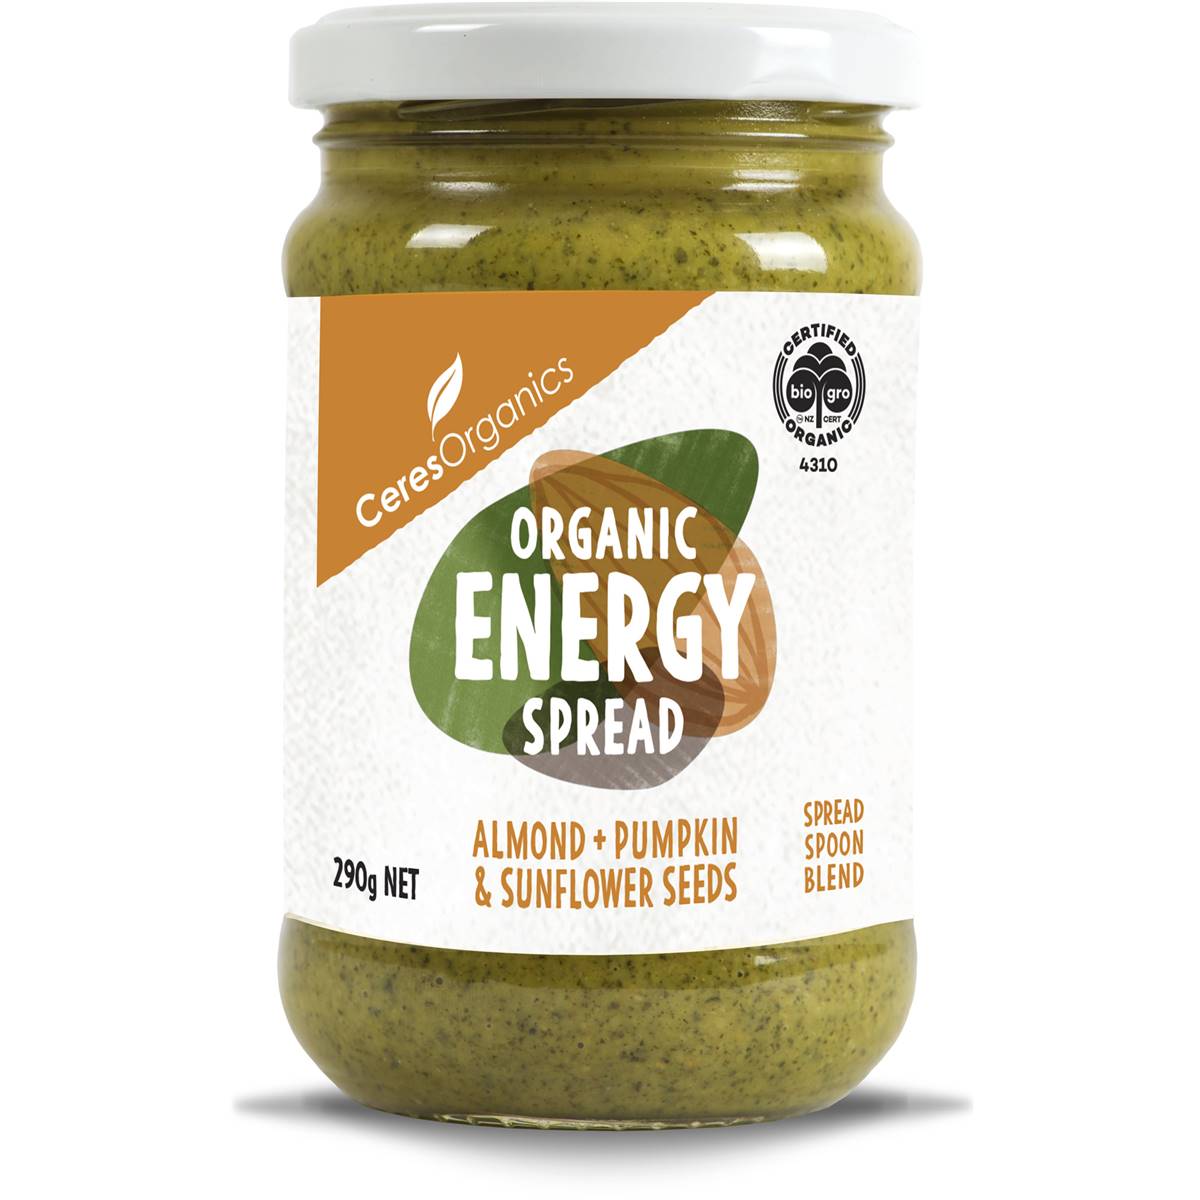 CeresOrganics
CERTIFIED
bio gro
NZ CERT
ORGANIC
4310
ORGANIC
ENERGY
SPREAD
ALMOND + PUMPKIN
& SUNFLOWER SEEDS
290g NET
SPREAD
SPOON
BLEND